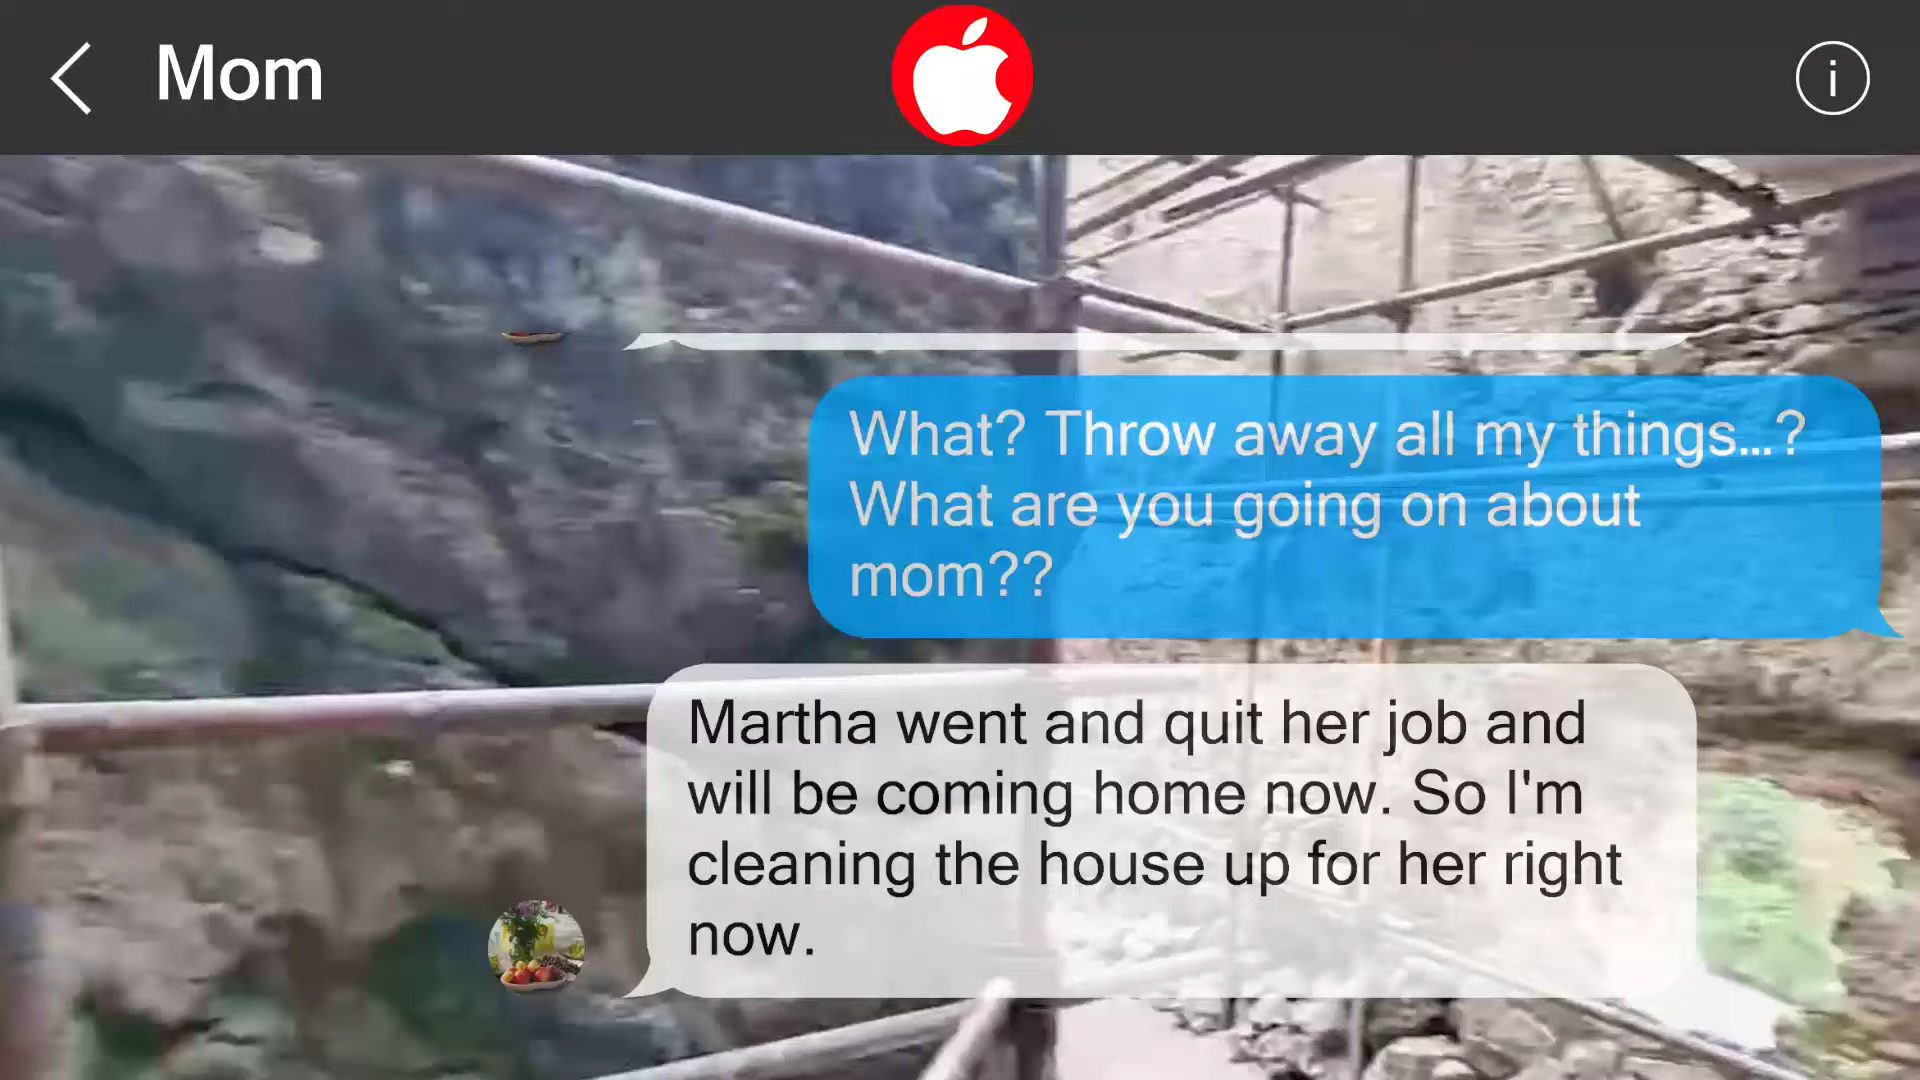 Mom
i
What? Throw away all my things...?
What are you going on about
mom??
Martha went and quit her job and
will be coming home now. So I'm
cleaning the house up for her right
now.